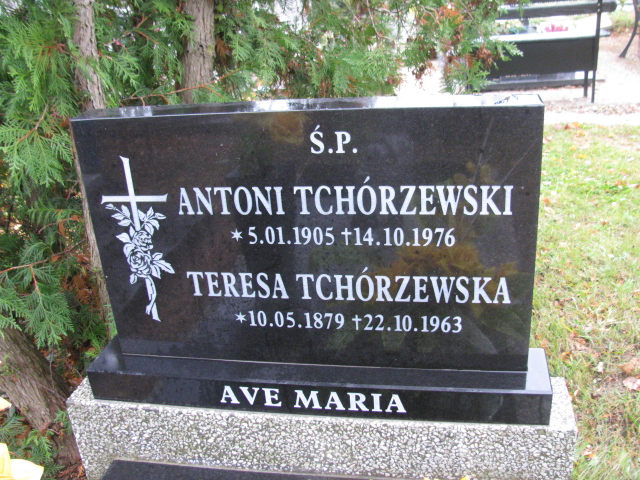 Ś.P.
ANTONI TCHÓRZEWSKI
*5.01.1905 †14.10.1976
TERESA TCHÓRZEWSKA
*10.05.1879 †22.10.1963
AVE MARIA